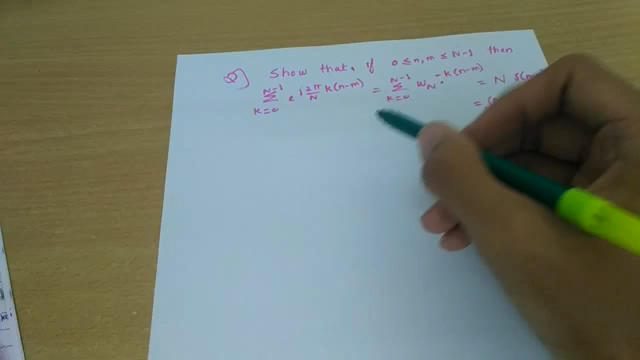 Q) Show that, if 0 ≤ n, m ≤ N-1 then
N-1 Σ k=0 e^{j 2π/N k(n-m)} = N-1 Σ k=0 W_N^{-k(n-m)} = N δ(n
=